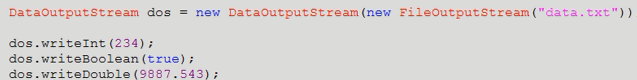 DataOutputStream dos = new DataOutputStream(new FileOutputStream("data.txt"))
dos.writeInt(234);
dos.writeBoolean(true);
dos.writeDouble(9887.543);